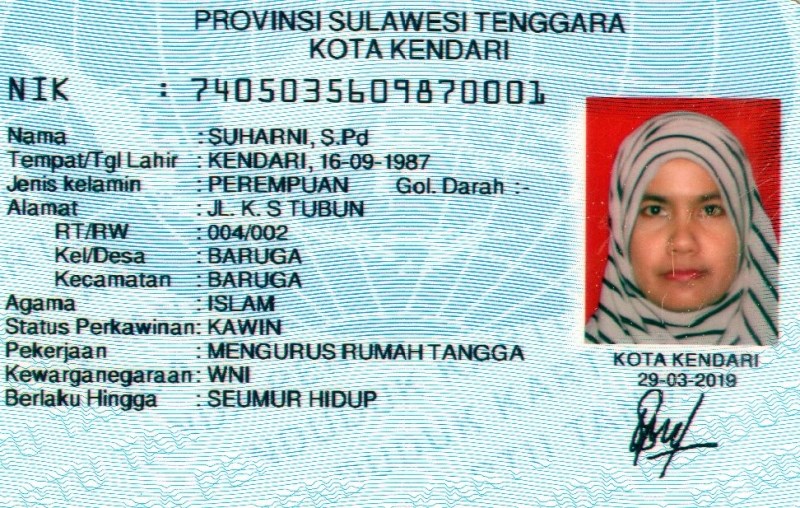 PROVINSI SULAWESI TENGGARA
KOTA KENDARI
NIK : 7405035609870001
Nama : SUHARNI, S.Pd
Tempat/Tgl Lahir : KENDARI, 16-09-1987
Jenis kelamin : PEREMPUAN Gol. Darah :-
Alamat : JL. K. S TUBUN
RT/RW : 004/002
Kel/Desa : BARUGA
Kecamatan : BARUGA
Agama : ISLAM
Status Perkawinan: KAWIN
Pekerjaan : MENGURUS RUMAH TANGGA
Kewarganegaraan: WNI
Berlaku Hingga : SEUMUR HIDUP
KOTA KENDARI
29-03-2019